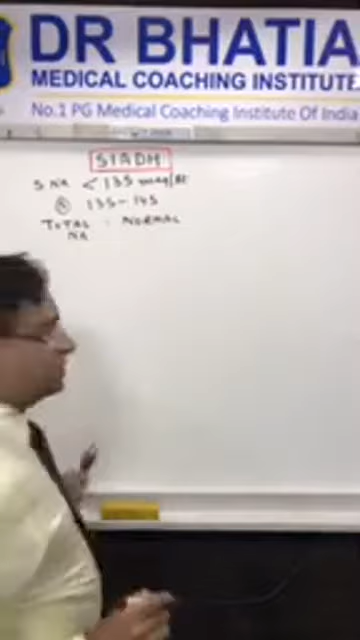 DR BHATIA
MEDICAL COACHING INSTITUTE
No.1 PG Medical Coaching Institute Of India
SIADH
S NA < 135 meq/lt
Ⓝ 135-145
TOTAL : NORMAL
NA